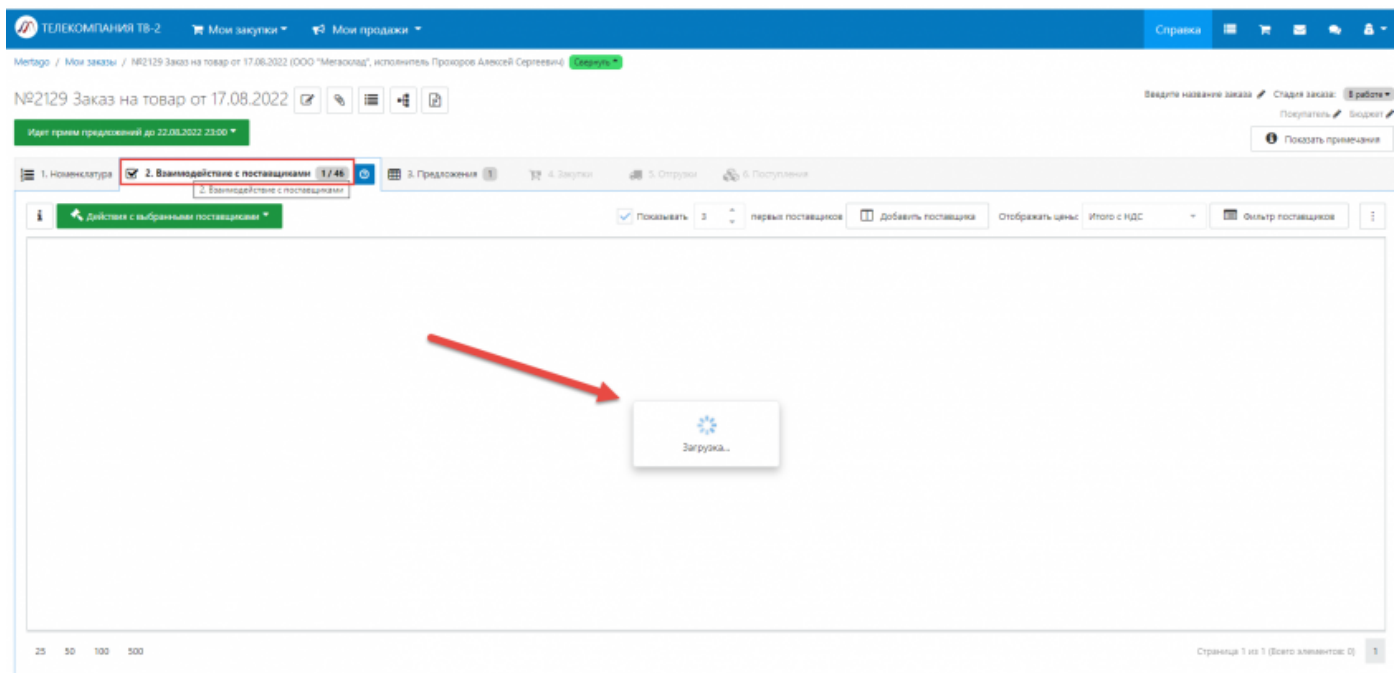 ТЕЛЕКОМПАНИЯ ТВ-2 Мои закупки Мои продажи Справка
Mertago / Мои заказы / №2129 Заказ на товар от 17.08.2022 (ООО "Мегасклад", исполнитель Прохоров Алексей Сергеевич) Свернуть
№2129 Заказ на товар от 17.08.2022 Введите название заказа Стадия заказа: В работе
Покупатель Бюджет
Идет прием предложений до 22.08.2022 23:00 Показать примечания
1. Номенклатура 2. Взаимодействие с поставщиками 1 / 46 3. Предложения 1 4. Закупки 5. Отгрузки 6. Поступления
2. Взаимодействие с поставщиками
Действия с выбранными поставщиками Показывать 3 первых поставщиков Добавить поставщика Отображать цены: Итого с НДС Фильтр поставщиков
Загрузка...
25 50 100 500 Страница 1 из 1 (Всего элементов: 0) 1